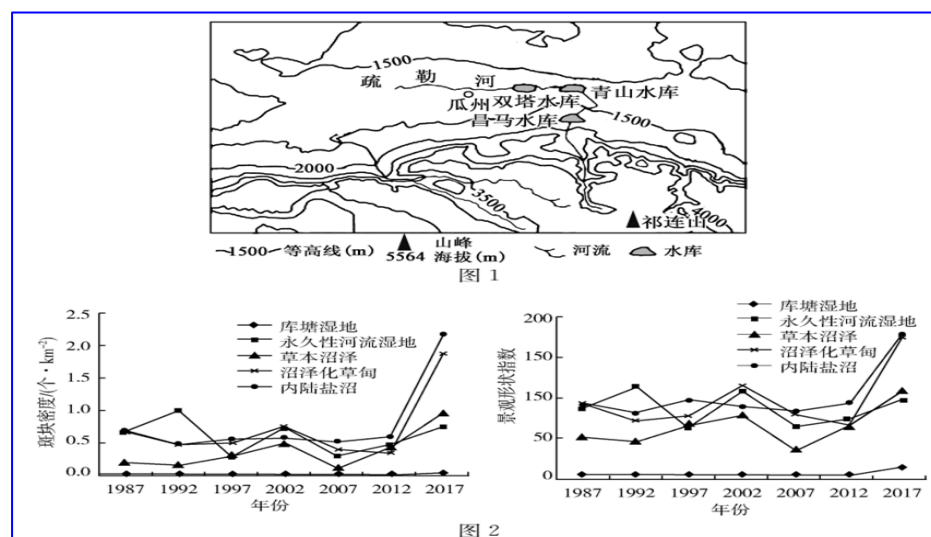 1500
疏勒河
瓜州 双塔水库 青山水库
昌马水库 1500
2000
3500
4000
祁连山
—1500—等高线(m) 5564 山峰 海拔(m) 河流 水库
图 1
2.5
2.0
1.5
1.0
0.5
0.0
斑块密度/(个·km⁻²)
库塘湿地
永久性河流湿地
草本沼泽
沼泽化草甸
内陆盐沼
1987 1992 1997 2002 2007 2012 2017
年份
200
150
150
50
0
景观形状指数
库塘湿地
永久性河流湿地
草本沼泽
沼泽化草甸
内陆盐沼
1987 1992 1997 2002 2007 2012 2017
年份
图 2